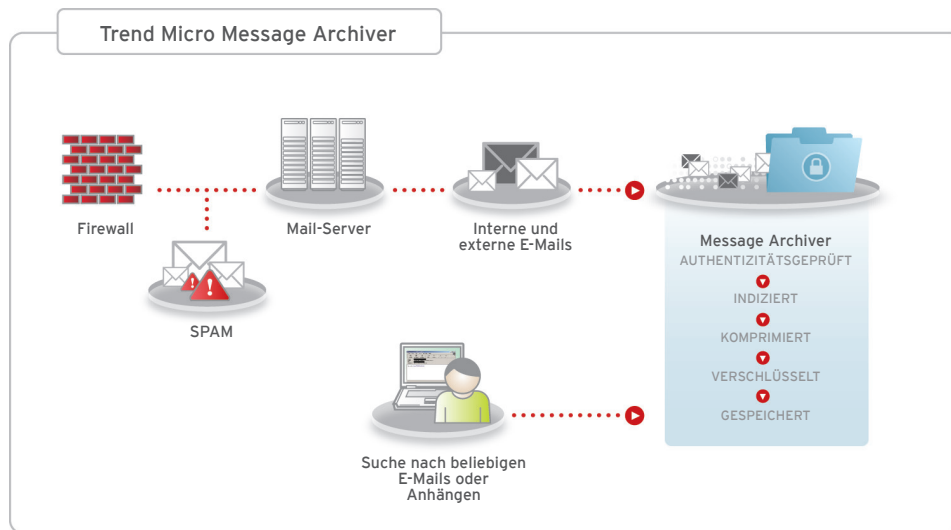 Trend Micro Message Archiver
Firewall
Mail-Server
Interne und
externe E-Mails
SPAM
Message Archiver
AUTHENTIZITÄTSGEPRÜFT
INDIZIERT
KOMPRIMIERT
VERSCHLÜSSELT
GESPEICHERT
Suche nach beliebigen
E-Mails oder
Anhängen